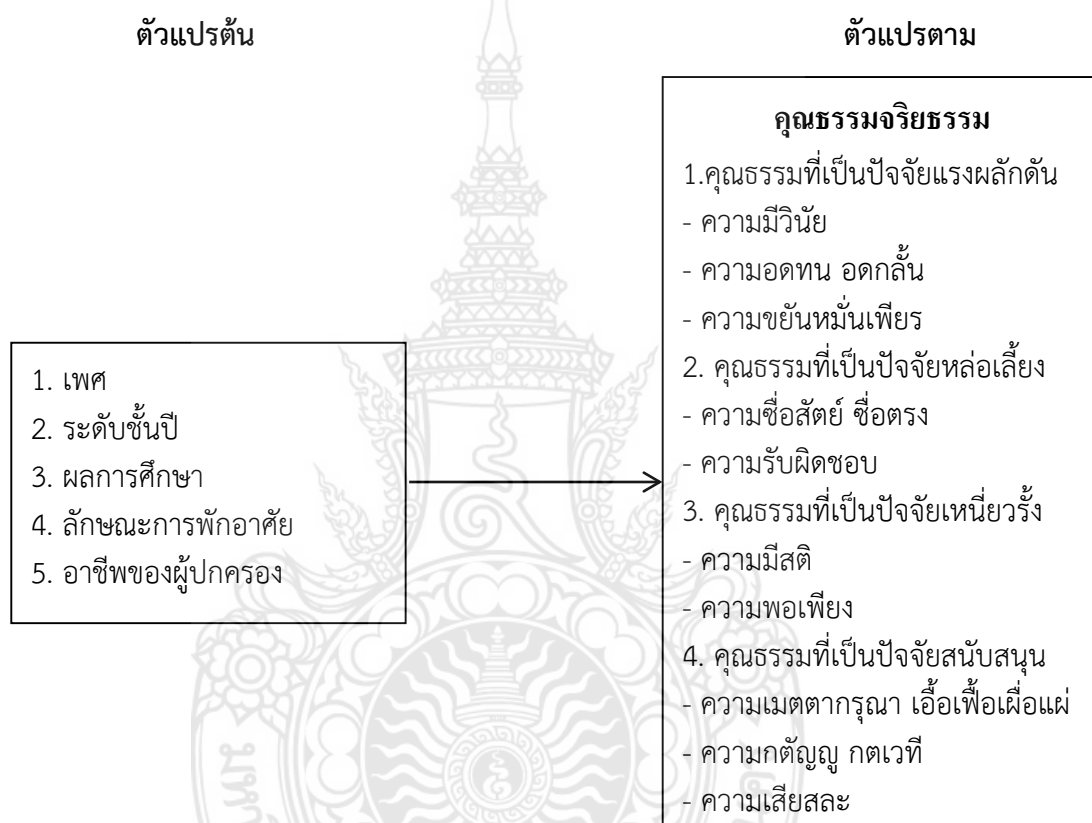 ตัวแปรต้น
ตัวแปรตาม
1. เพศ
2. ระดับชั้นปี
3. ผลการศึกษา
4. ลักษณะการพักอาศัย
5. อาชีพของผู้ปกครอง
คุณธรรมจริยธรรม
1.คุณธรรมที่เป็นปัจจัยแรงผลักดัน
- ความมีวินัย
- ความอดทน อดกลั้น
- ความขยันหมั่นเพียร
2. คุณธรรมที่เป็นปัจจัยหล่อเลี้ยง
- ความซื่อสัตย์ ซื่อตรง
- ความรับผิดชอบ
3. คุณธรรมที่เป็นปัจจัยเหนี่ยวรั้ง
- ความมีสติ
- ความพอเพียง
4. คุณธรรมที่เป็นปัจจัยสนับสนุน
- ความเมตตากรุณา เอื้อเฟื้อเผื่อแผ่
- ความกตัญญู กตเวที
- ความเสียสละ